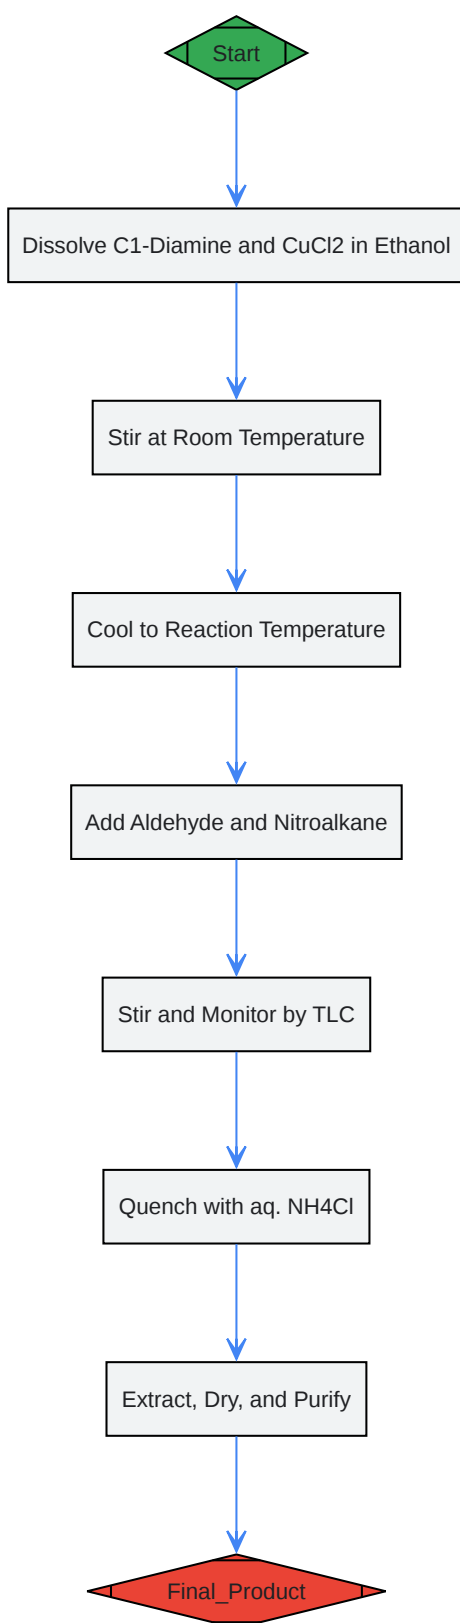 Start
Dissolve C1-Diamine and CuCl2 in Ethanol
Stir at Room Temperature
Cool to Reaction Temperature
Add Aldehyde and Nitroalkane
Stir and Monitor by TLC
Quench with aq. NH4Cl
Extract, Dry, and Purify
Final_Product